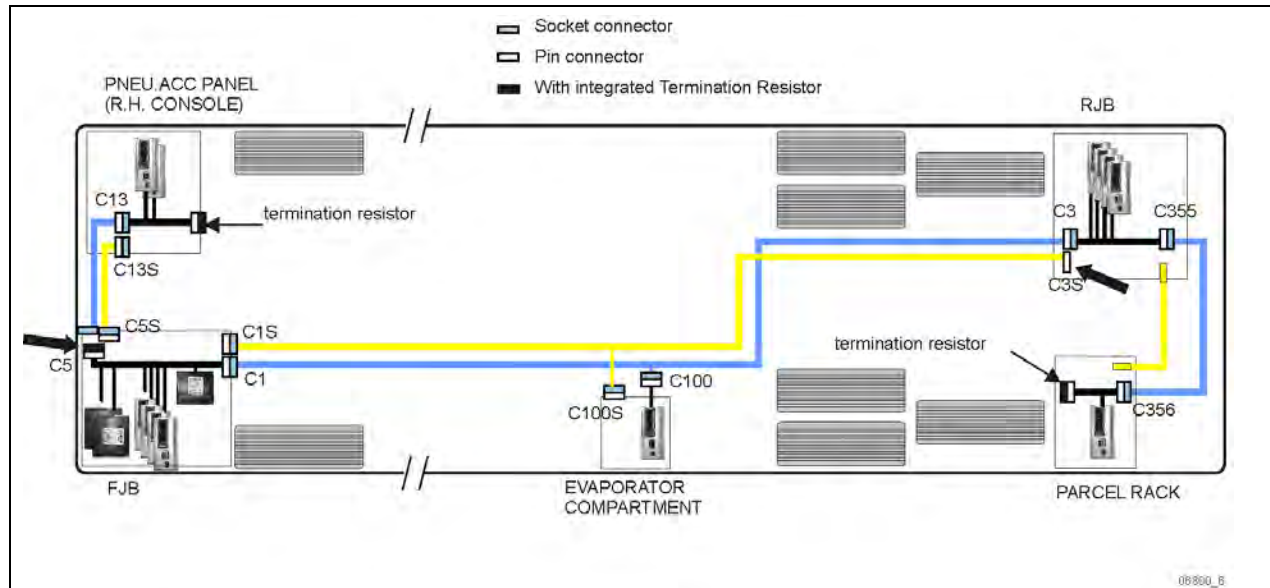 Socket connector
Pin connector
With integrated Termination Resistor
PNEU.ACC PANEL
(R.H. CONSOLE)
RJB
C13
termination resistor
C3
C355
C13S
C3S
C5S
C1S
termination resistor
C5
C1
C100
C100S
C356
FJB
EVAPORATOR
COMPARTMENT
PARCEL RACK